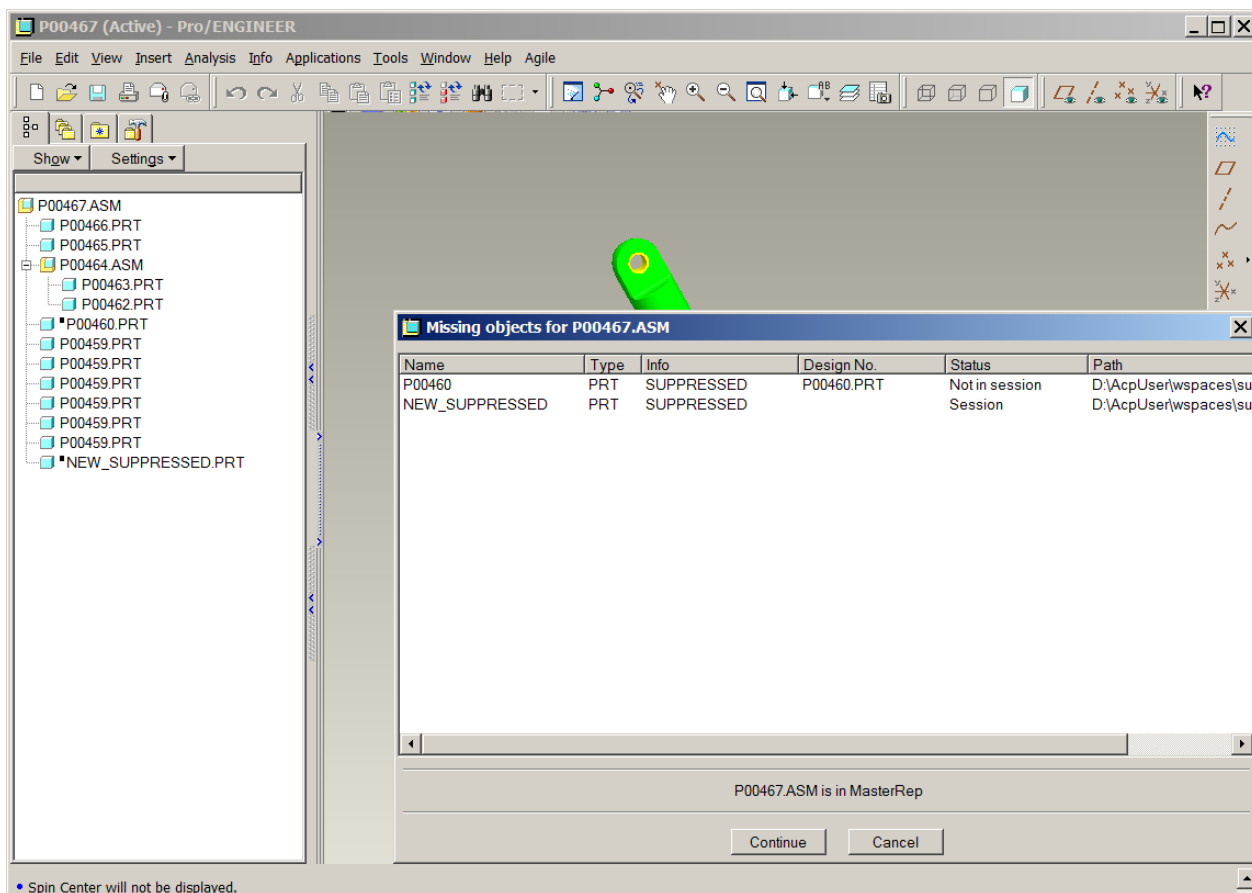 P00467 (Active) - Pro/ENGINEER
File Edit View Insert Analysis Info Applications Tools Window Help Agile
Show Settings
P00467.ASM
P00466.PRT
P00465.PRT
P00464.ASM
P00463.PRT
P00462.PRT
P00460.PRT
P00459.PRT
P00459.PRT
P00459.PRT
P00459.PRT
P00459.PRT
P00459.PRT
NEW_SUPPRESSED.PRT
Missing objects for P00467.ASM
Name Type Info Design No. Status Path
P00460 PRT SUPPRESSED P00460.PRT Not in session D:\AcpUser\wspaces\su
NEW_SUPPRESSED PRT SUPPRESSED Session D:\AcpUser\wspaces\su
P00467.ASM is in MasterRep
Continue Cancel
Spin Center will not be displayed.